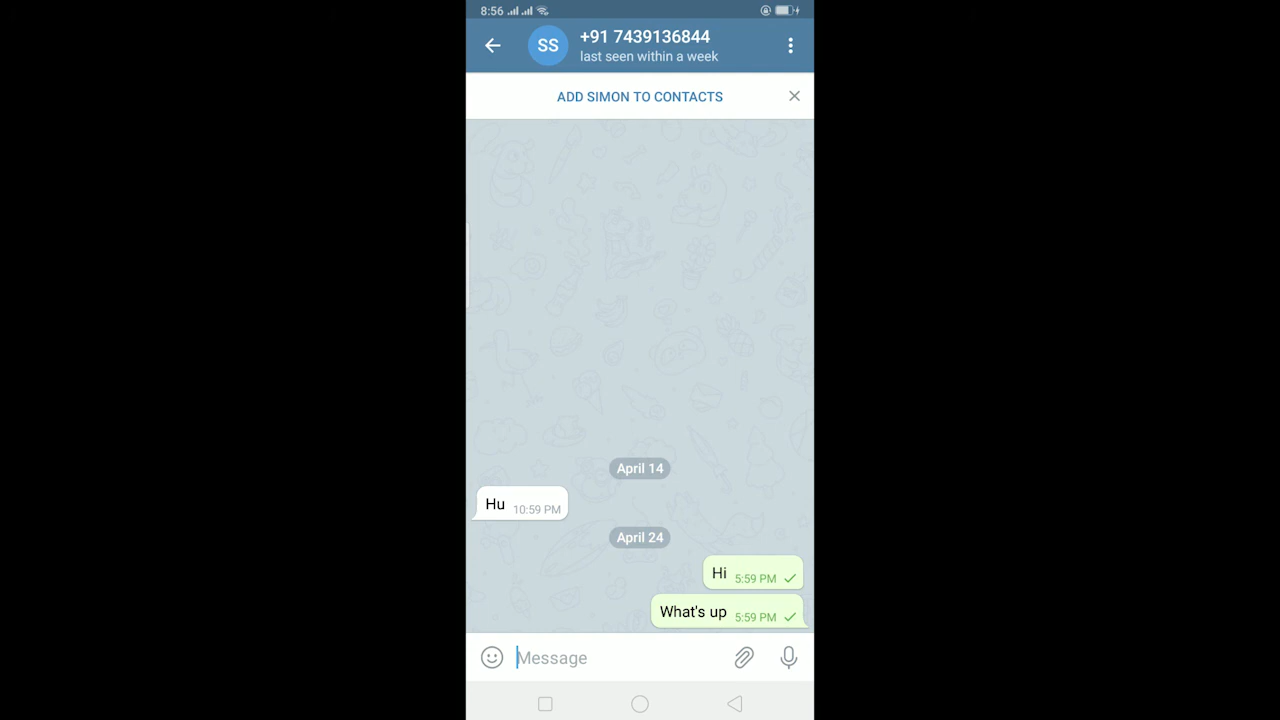 8:56
SS
+91 7439136844
last seen within a week
ADD SIMON TO CONTACTS
April 14
Hu 10:59 PM
April 24
Hi 5:59 PM
What's up 5:59 PM
Message